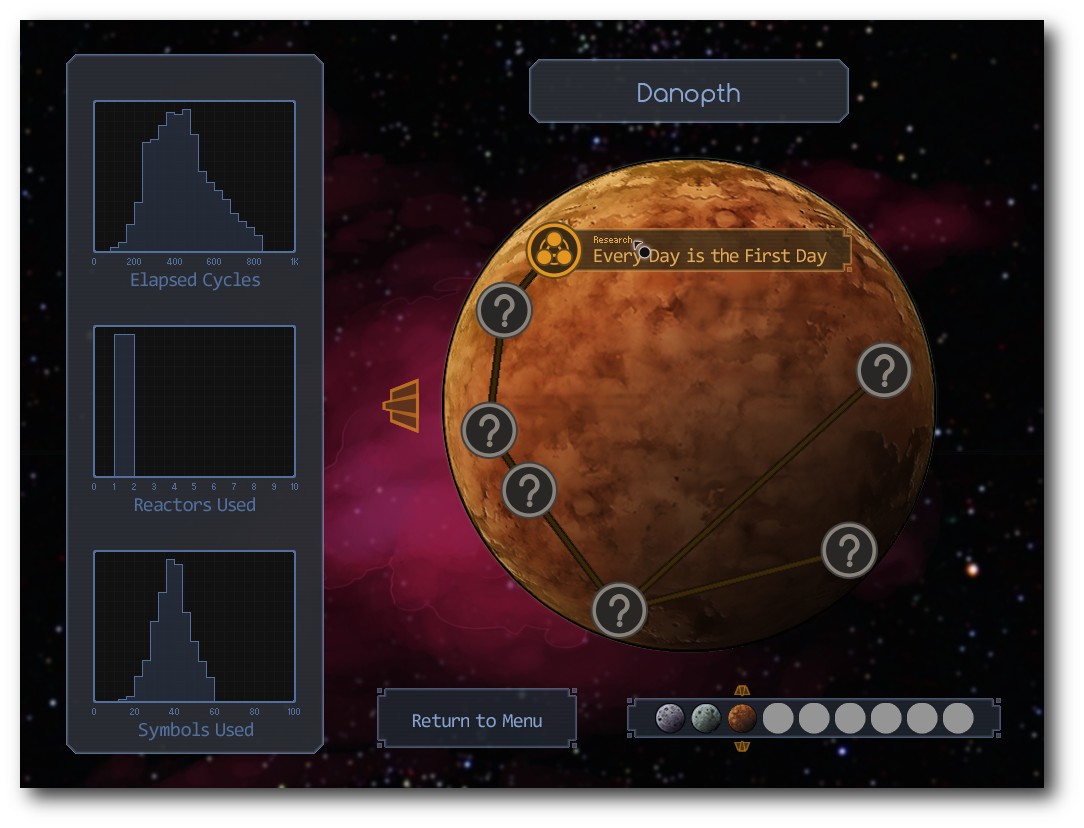 Danopth
0 200 400 600 800 1K
Elapsed Cycles
Research
Every Day is the First Day
?
?
?
?
0 1 2 3 4 5 6 7 8 9 10
Reactors Used
?
?
0 20 40 60 80 100
Symbols Used
Return to Menu